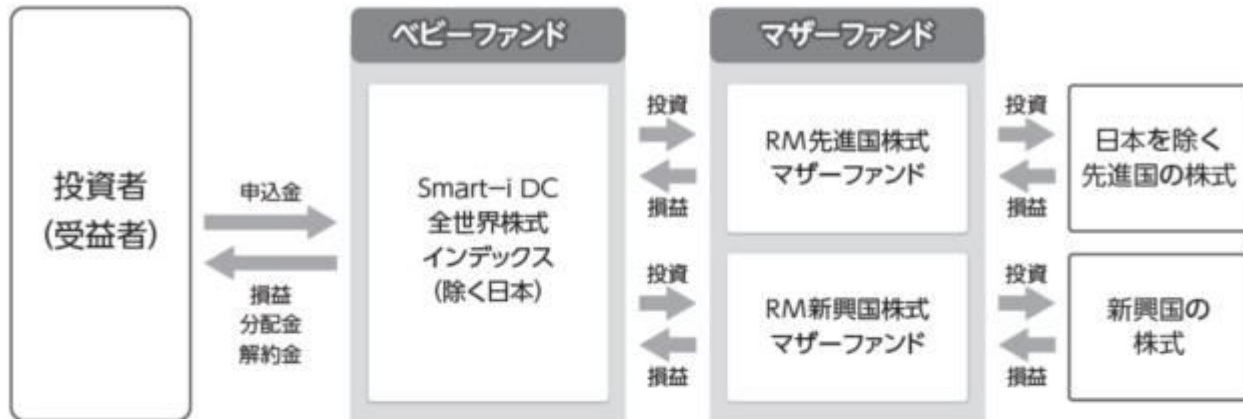 投資者
(受益者)
申込金
損益
分配金
解約金
ベビーファンド
Smart-i DC
全世界株式
インデックス
(除く日本)
投資
損益
投資
損益
マザーファンド
RM先進国株式
マザーファンド
RM新興国株式
マザーファンド
投資
損益
投資
損益
日本を除く
先進国の株式
新興国の
株式